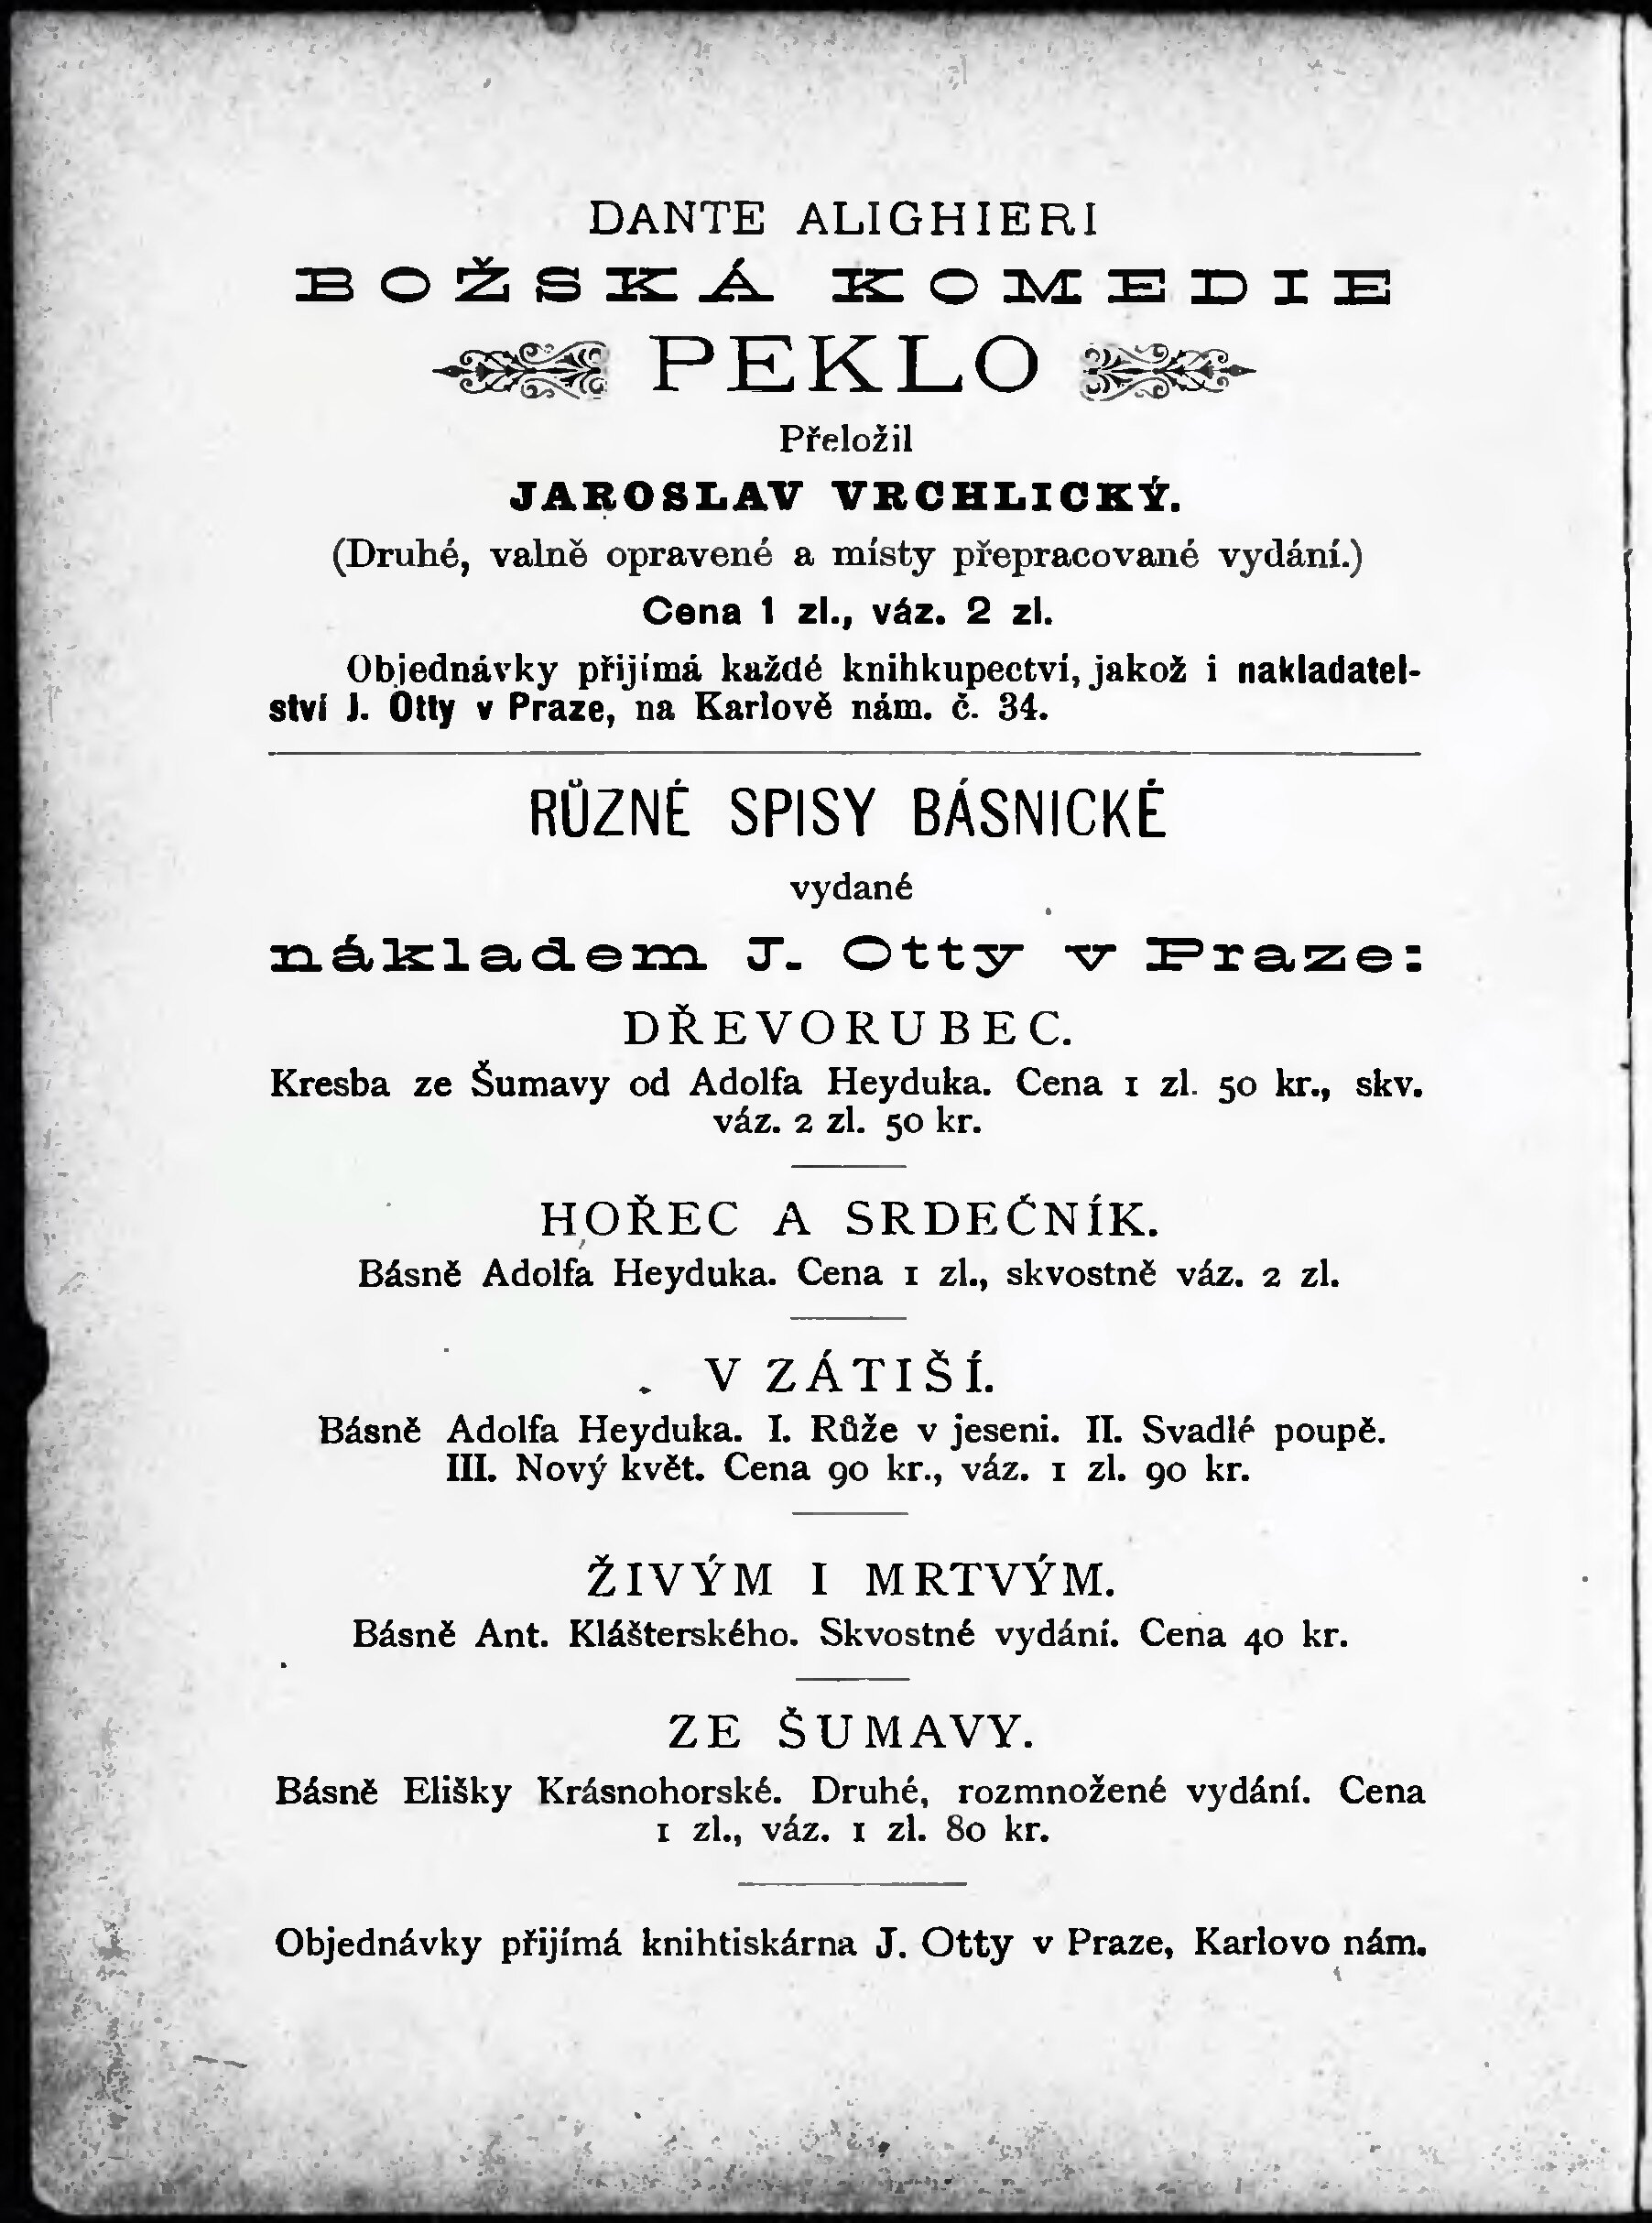 DANTE ALIGHIERI
BOŽSKÁ KOMEDIE
PEKLO
Přeložil
JAROSLAV VRCHLICKÝ.
(Druhé, valně opravené a místy přepracované vydání.)
Cena 1 zl., váz. 2 zl.
Objednávky přijímá každé knihkupectví, jakož i nakladatel-
ství J. Otty v Praze, na Karlově nám. č. 34.
RŮZNÉ SPISY BÁSNICKÉ
vydané
nákladem J. Otty v Praze:
DŘEVORUBEC.
Kresba ze Šumavy od Adolfa Heyduka. Cena 1 zl. 50 kr., skv.
váz. 2 zl. 50 kr.
HOŘEC A SRDEČNÍK.
Básně Adolfa Heyduka. Cena 1 zl., skvostně váz. 2 zl.
V ZÁTIŠÍ.
Básně Adolfa Heyduka. I. Růže v jeseni. II. Svadlé poupě.
III. Nový květ. Cena 90 kr., váz. 1 zl. 90 kr.
ŽIVÝM I MRTVÝM.
Básně Ant. Klášterského. Skvostné vydání. Cena 40 kr.
ZE ŠUMAVY.
Básně Elišky Krásnohorské. Druhé, rozmnožené vydání. Cena
1 zl., váz. 1 zl. 80 kr.
Objednávky přijímá knihtiskárna J. Otty v Praze, Karlovo nám.